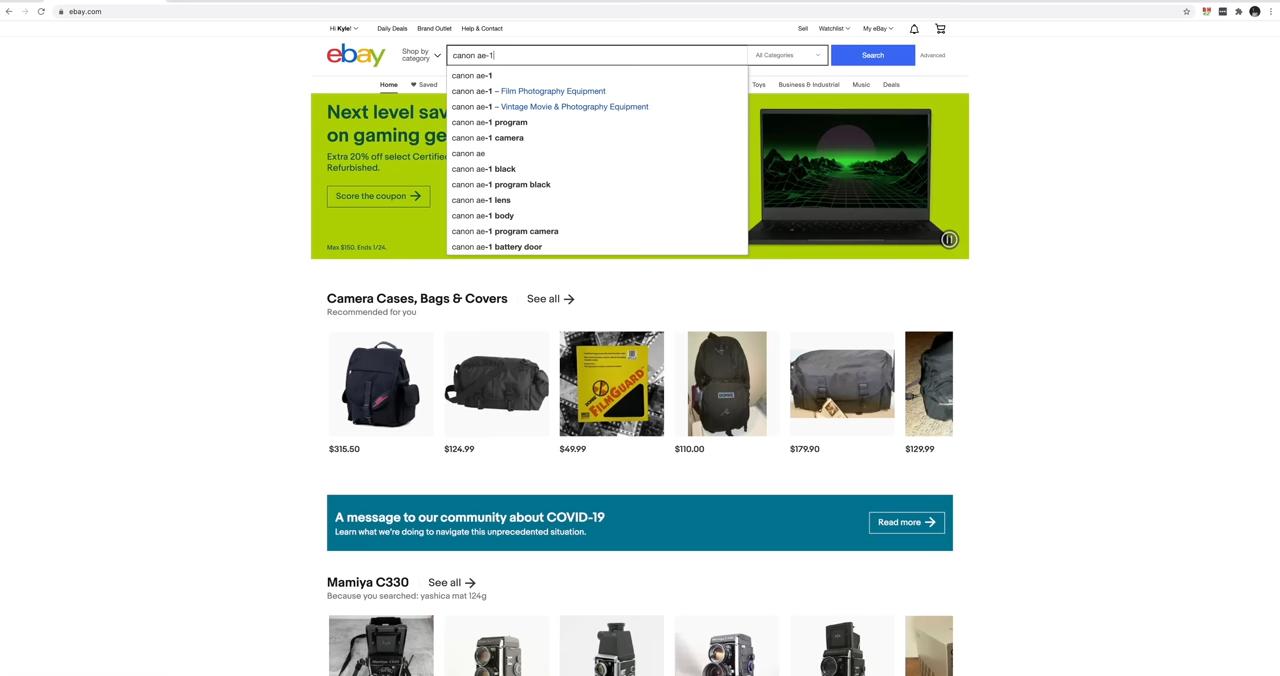 ebay.com
Hi Kyle!
Daily Deals
Brand Outlet
Help & Contact
Sell
Watchlist
My eBay
ebay
Shop by
category
canon ae-1
All Categories
Search
Advanced
Home
Saved
Toys
Business & Industrial
Music
Deals
canon ae-1
canon ae-1 – Film Photography Equipment
canon ae-1 – Vintage Movie & Photography Equipment
canon ae-1 program
canon ae-1 camera
canon ae
canon ae-1 black
canon ae-1 program black
canon ae-1 lens
canon ae-1 body
canon ae-1 program camera
canon ae-1 battery door
Next level sav
on gaming ge
Extra 20% off select Certifie
Refurbished.
Score the coupon
Max $150. Ends 1/24.
Camera Cases, Bags & Covers
See all
Recommended for you
FILMGUARD
$315.50
$124.99
$49.99
$110.00
$179.90
$129.99
A message to our community about COVID-19
Learn what we're doing to navigate this unprecedented situation.
Read more
Mamiya C330
See all
Because you searched: yashica mat 124g